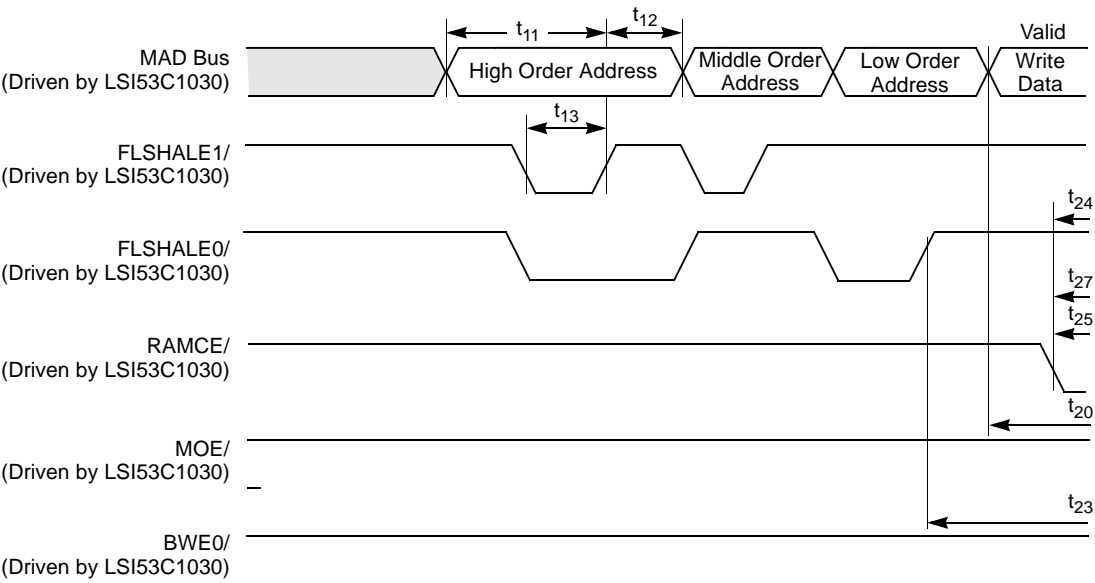 t11
t12
Valid
MAD Bus
(Driven by LSI53C1030)
High Order Address
Middle Order
Address
Low Order
Address
Write
Data
t13
FLSHALE1/
(Driven by LSI53C1030)
t24
FLSHALE0/
(Driven by LSI53C1030)
t27
t25
RAMCE/
(Driven by LSI53C1030)
t20
MOE/
(Driven by LSI53C1030)
t23
BWE0/
(Driven by LSI53C1030)